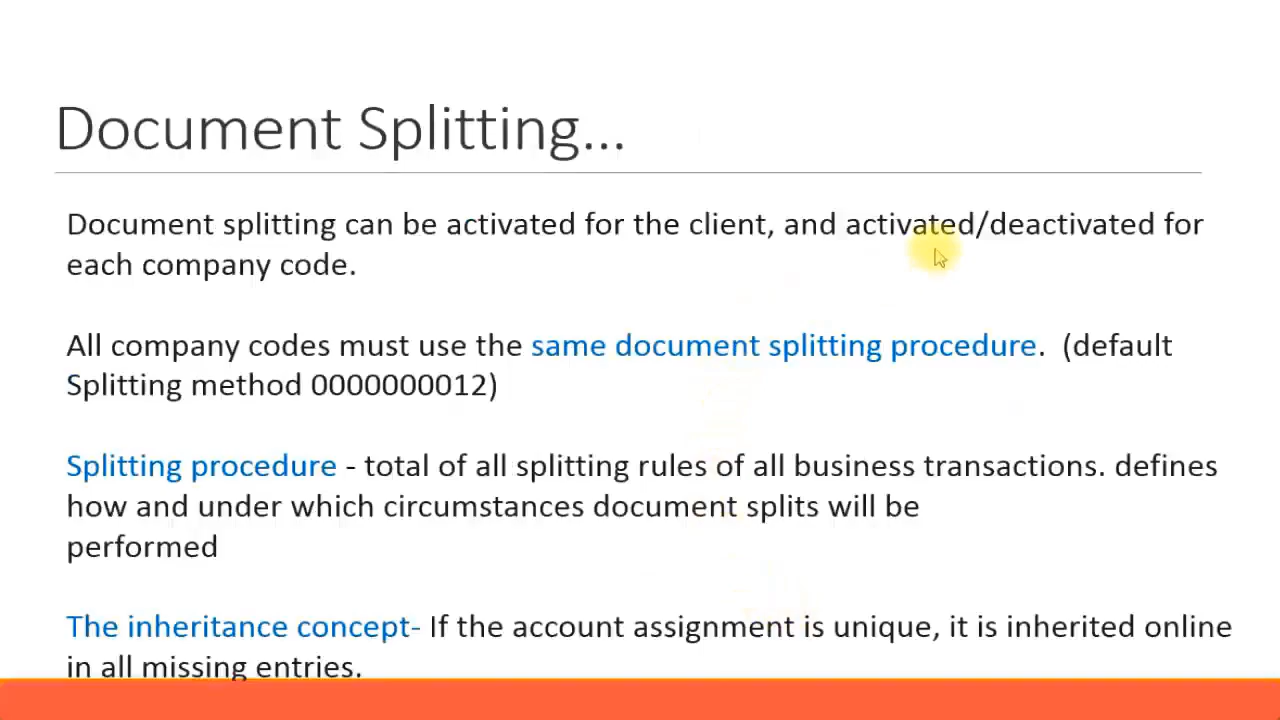 Document Splitting...
Document splitting can be activated for the client, and activated/deactivated for
each company code.
All company codes must use the same document splitting procedure.  (default
Splitting method 0000000012)
Splitting procedure - total of all splitting rules of all business transactions. defines
how and under which circumstances document splits will be
performed
The inheritance concept- If the account assignment is unique, it is inherited online
in all missing entries.